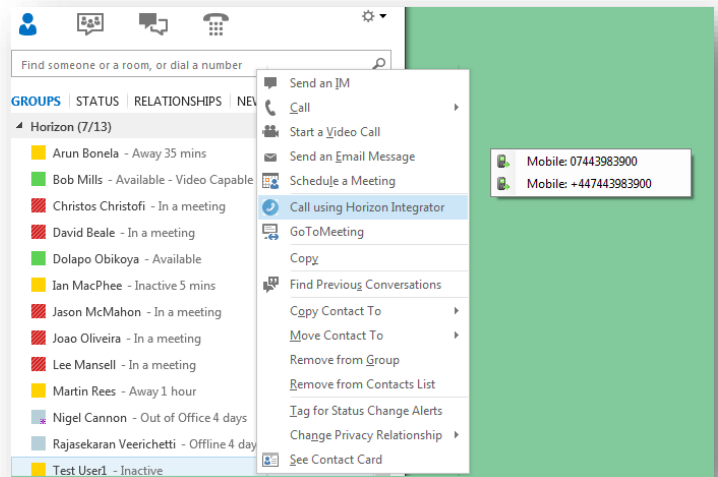 Find someone or a room, or dial a number
GROUPS STATUS RELATIONSHIPS NE
Horizon (7/13)
Arun Bonela - Away 35 mins
Bob Mills - Available - Video Capable
Christos Christofi - In a meeting
David Beale - In a meeting
Dolapo Obikoya - Available
Ian MacPhee - Inactive 5 mins
Jason McMahon - In a meeting
Joao Oliveira - In a meeting
Lee Mansell - In a meeting
Martin Rees - Away 1 hour
Nigel Cannon - Out of Office 4 days
Rajasekaran Veerichetti - Offline 4 day
Test User1 - Inactive
Send an IM
Call
Start a Video Call
Send an Email Message
Schedule a Meeting
Call using Horizon Integrator
GoToMeeting
Copy
Find Previous Conversations
Copy Contact To
Move Contact To
Remove from Group
Remove from Contacts List
Tag for Status Change Alerts
Change Privacy Relationship
See Contact Card
Mobile: 07443983900
Mobile: +447443983900